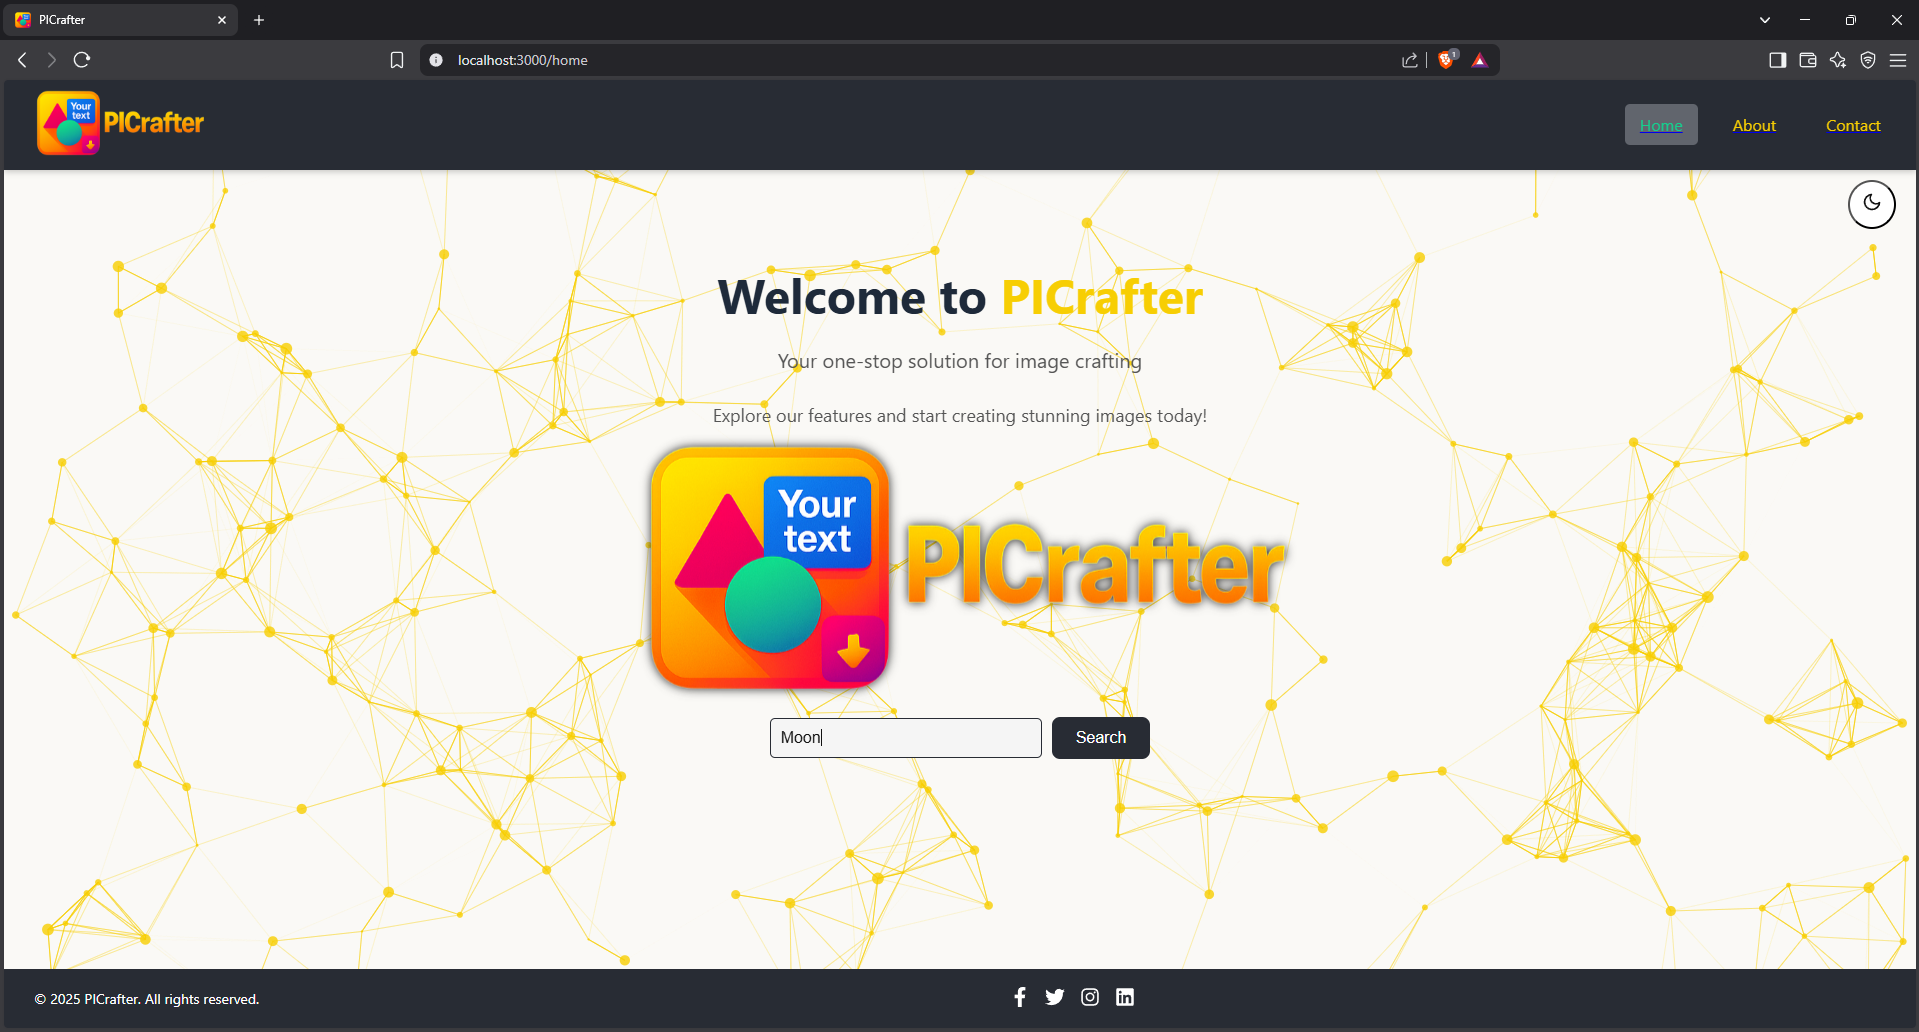 PICrafter
localhost:3000/home
1
Your
text
PICrafter
Home
About
Contact
Welcome to PICrafter
Your one-stop solution for image crafting
Explore our features and start creating stunning images today!
Your
text
PICrafter
Moon
Search
© 2025 PICrafter. All rights reserved.